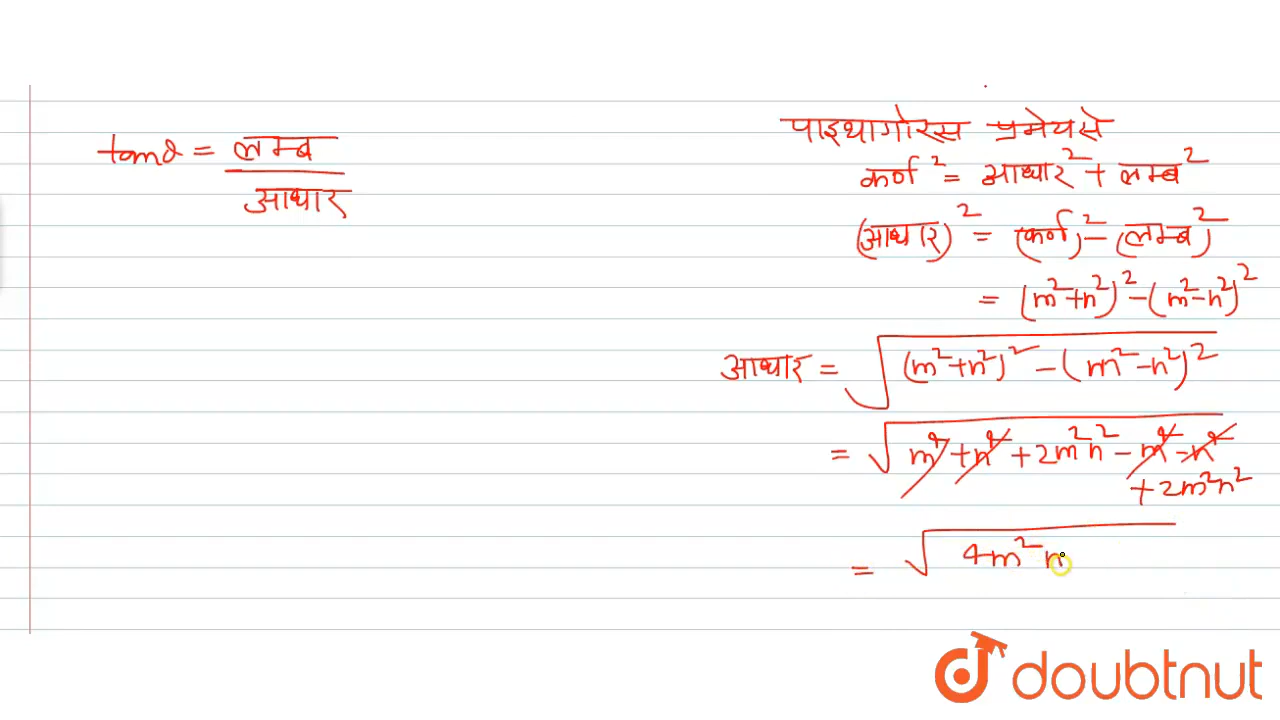 tanθ = लम्ब
आधार
पाइथागोरस प्रमेय से
कर्ण² = आधार² + लम्ब²
(आधार)² = (कर्ण)² - (लम्ब)²
= (m²+n²)² - (m²-n²)²
आधार = √(m²+n²)² - (m²-n²)²
= √m⁴ + n⁴ + 2m²n² - m⁴ - n⁴
+ 2m²n²
= √4m²n
doubtnut